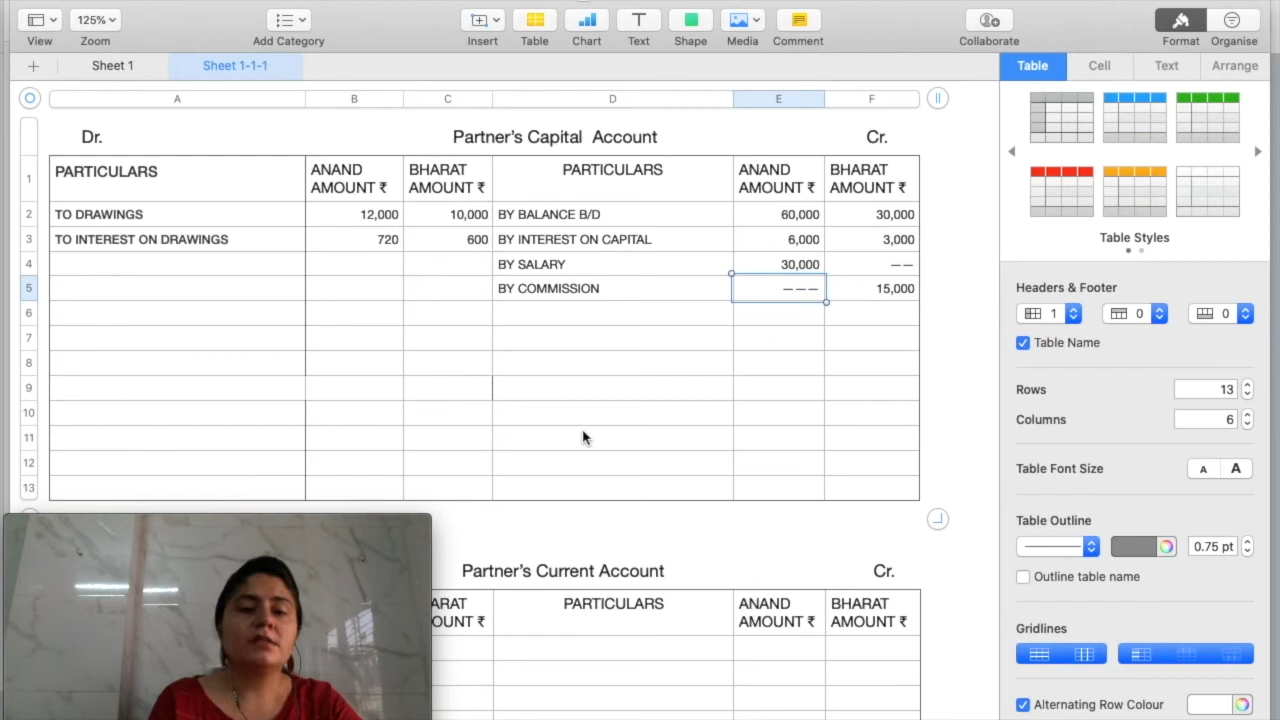 View
125%
Zoom
Add Category
Insert
Table
Chart
Text
Shape
Media
Comment
Collaborate
Format
Organise
Sheet 1
Sheet 1-1-1
Table
Cell
Text
Arrange
A B C D E F
Dr. Partner's Capital Account Cr.
1 PARTICULARS ANAND AMOUNT ₹ BHARAT AMOUNT ₹ PARTICULARS ANAND AMOUNT ₹ BHARAT AMOUNT ₹
2 TO DRAWINGS 12,000 10,000 BY BALANCE B/D 60,000 30,000
3 TO INTEREST ON DRAWINGS 720 600 BY INTEREST ON CAPITAL 6,000 3,000
4 BY SALARY 30,000 ——
5 BY COMMISSION ——— 15,000
6
7
8
9
10
11
12
13
Partner's Current Account Cr.
ARAT PARTICULARS ANAND BHARAT
OUNT ₹ AMOUNT ₹ AMOUNT ₹
Table Styles
Headers & Footer
1 0 0
Table Name
Rows 13
Columns 6
Table Font Size A A
Table Outline
0.75 pt
Outline table name
Gridlines
Alternating Row Colour